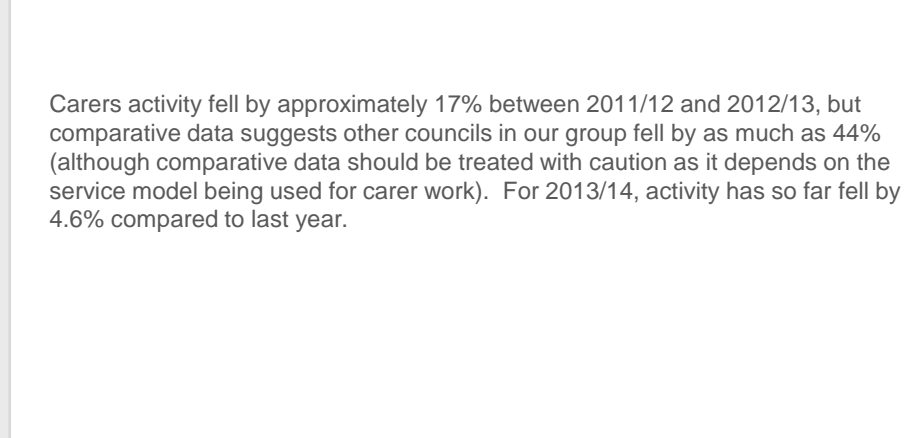 Carers activity fell by approximately 17% between 2011/12 and 2012/13, but
comparative data suggests other councils in our group fell by as much as 44%
(although comparative data should be treated with caution as it depends on the
service model being used for carer work).  For 2013/14, activity has so far fell by
4.6% compared to last year.